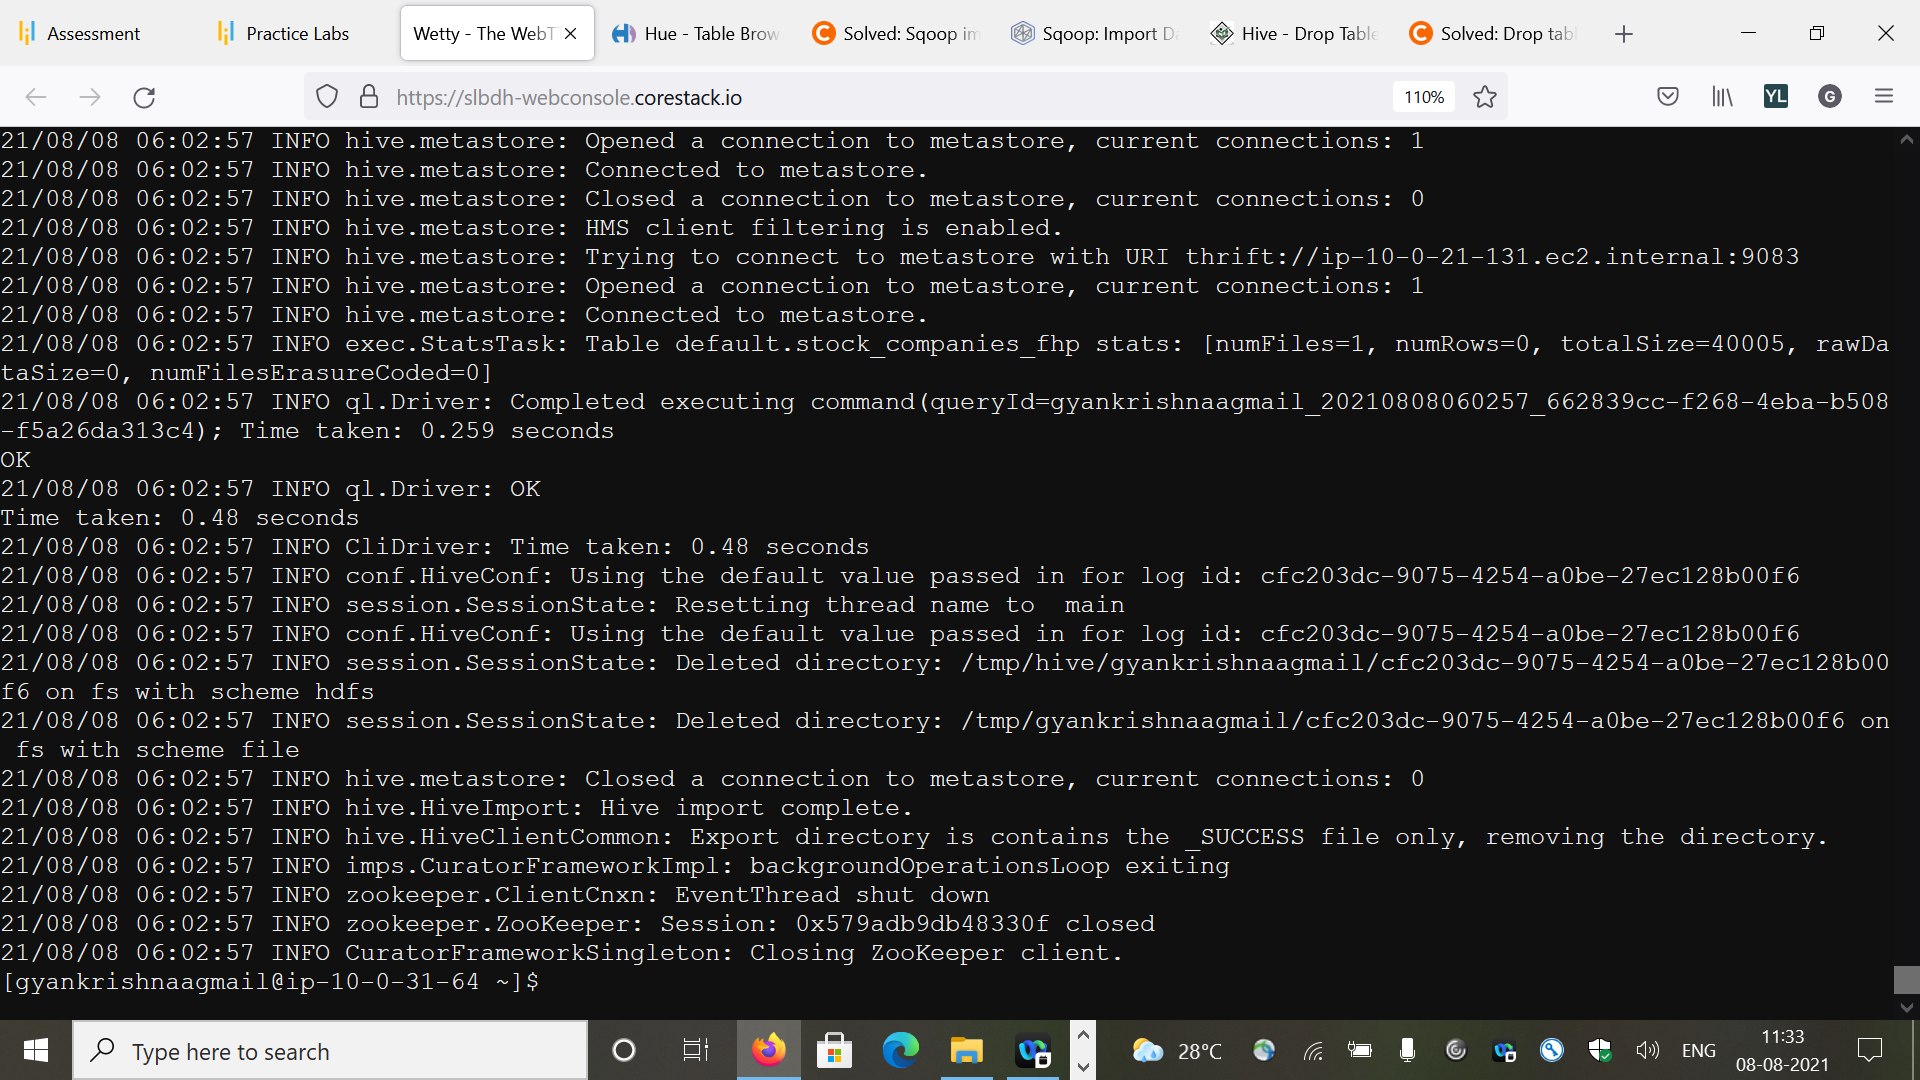 Assessment
Practice Labs
Wetty - The WebT
Hue - Table Brow
Solved: Sqoop im
Sqoop: Import Da
Hive - Drop Table
Solved: Drop tabl
https://slbdh-webconsole.corestack.io
110%
YL
G
21/08/08 06:02:57 INFO hive.metastore: Opened a connection to metastore, current connections: 1
21/08/08 06:02:57 INFO hive.metastore: Connected to metastore.
21/08/08 06:02:57 INFO hive.metastore: Closed a connection to metastore, current connections: 0
21/08/08 06:02:57 INFO hive.metastore: HMS client filtering is enabled.
21/08/08 06:02:57 INFO hive.metastore: Trying to connect to metastore with URI thrift://ip-10-0-21-131.ec2.internal:9083
21/08/08 06:02:57 INFO hive.metastore: Opened a connection to metastore, current connections: 1
21/08/08 06:02:57 INFO hive.metastore: Connected to metastore.
21/08/08 06:02:57 INFO exec.StatsTask: Table default.stock_companies_fhp stats: [numFiles=1, numRows=0, totalSize=40005, rawDa
taSize=0, numFilesErasureCoded=0]
21/08/08 06:02:57 INFO ql.Driver: Completed executing command(queryId=gyankrishnaagmail_20210808060257_662839cc-f268-4eba-b508
-f5a26da313c4); Time taken: 0.259 seconds
OK
21/08/08 06:02:57 INFO ql.Driver: OK
Time taken: 0.48 seconds
21/08/08 06:02:57 INFO CliDriver: Time taken: 0.48 seconds
21/08/08 06:02:57 INFO conf.HiveConf: Using the default value passed in for log id: cfc203dc-9075-4254-a0be-27ec128b00f6
21/08/08 06:02:57 INFO session.SessionState: Resetting thread name to  main
21/08/08 06:02:57 INFO conf.HiveConf: Using the default value passed in for log id: cfc203dc-9075-4254-a0be-27ec128b00f6
21/08/08 06:02:57 INFO session.SessionState: Deleted directory: /tmp/hive/gyankrishnaagmail/cfc203dc-9075-4254-a0be-27ec128b00
f6 on fs with scheme hdfs
21/08/08 06:02:57 INFO session.SessionState: Deleted directory: /tmp/gyankrishnaagmail/cfc203dc-9075-4254-a0be-27ec128b00f6 on
 fs with scheme file
21/08/08 06:02:57 INFO hive.metastore: Closed a connection to metastore, current connections: 0
21/08/08 06:02:57 INFO hive.HiveImport: Hive import complete.
21/08/08 06:02:57 INFO hive.HiveClientCommon: Export directory is contains the _SUCCESS file only, removing the directory.
21/08/08 06:02:57 INFO imps.CuratorFrameworkImpl: backgroundOperationsLoop exiting
21/08/08 06:02:57 INFO zookeeper.ClientCnxn: EventThread shut down
21/08/08 06:02:57 INFO zookeeper.ZooKeeper: Session: 0x579adb9db48330f closed
21/08/08 06:02:57 INFO CuratorFrameworkSingleton: Closing ZooKeeper client.
[gyankrishnaagmail@ip-10-0-31-64 ~]$
Type here to search
28°C
ENG
11:33
08-08-2021